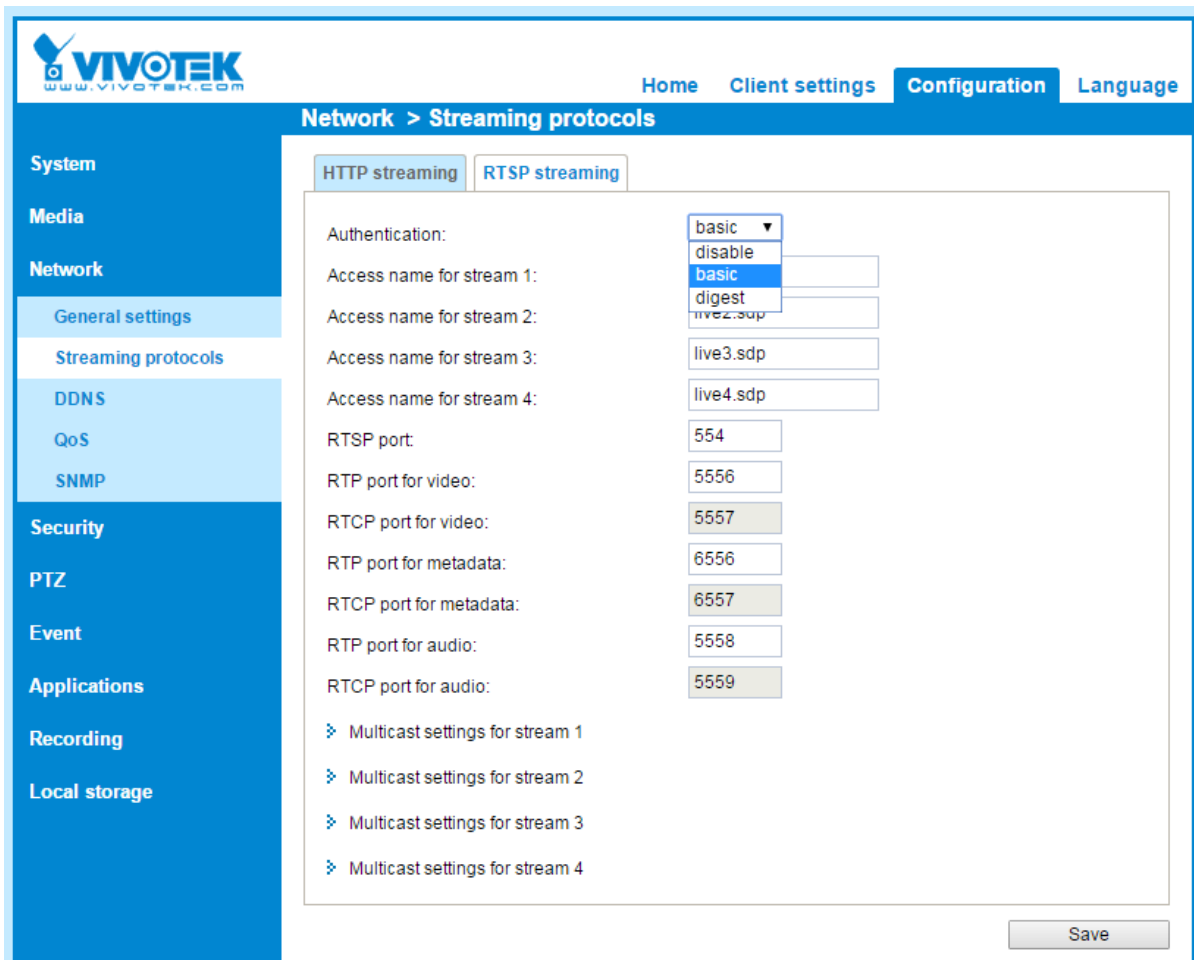 VIVOTEK
www.vivotek.com
Home Client settings Configuration Language
Network > Streaming protocols
System
Media
Network
General settings
Streaming protocols
DDNS
QoS
SNMP
Security
PTZ
Event
Applications
Recording
Local storage
HTTP streaming RTSP streaming
Authentication: basic
disable
basic
digest
Access name for stream 1:
Access name for stream 2: live2.sdp
Access name for stream 3: live3.sdp
Access name for stream 4: live4.sdp
RTSP port: 554
RTP port for video: 5556
RTCP port for video: 5557
RTP port for metadata: 6556
RTCP port for metadata: 6557
RTP port for audio: 5558
RTCP port for audio: 5559
Multicast settings for stream 1
Multicast settings for stream 2
Multicast settings for stream 3
Multicast settings for stream 4
Save